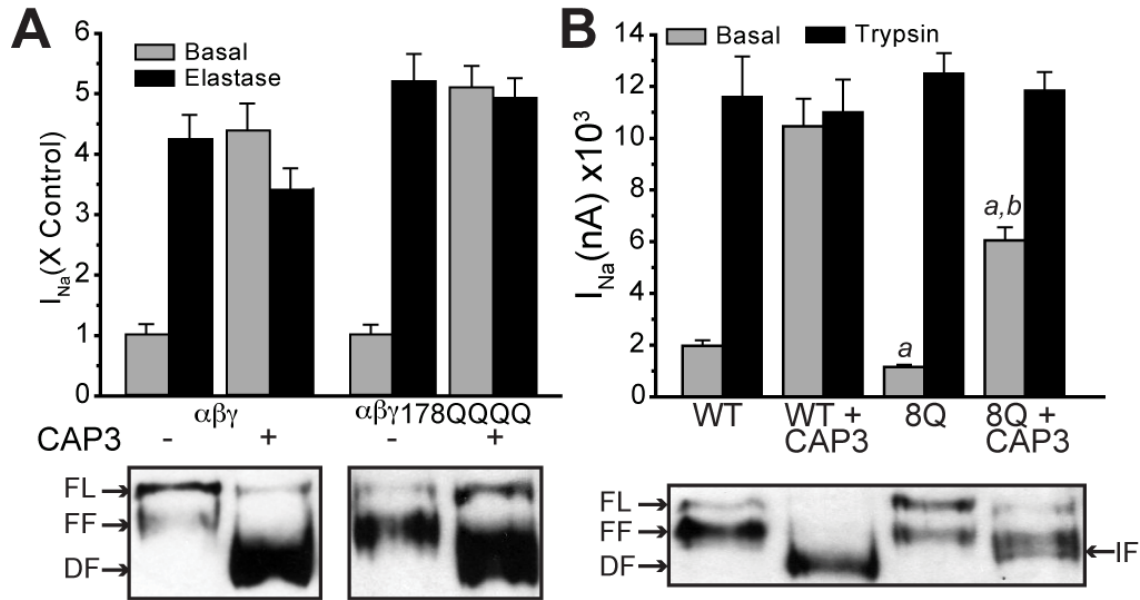 A
Basal
Elastase
I_Na (X Control)
6
5
4
3
2
1
0
αβγ
αβγ178QQQQ
CAP3
-
+
-
+
FL
FF
DF
B
Basal
Trypsin
I_Na (nA) x10³
14
12
10
8
6
4
2
0
a
a,b
WT
WT +
CAP3
8Q
8Q +
CAP3
FL
FF
DF
IF